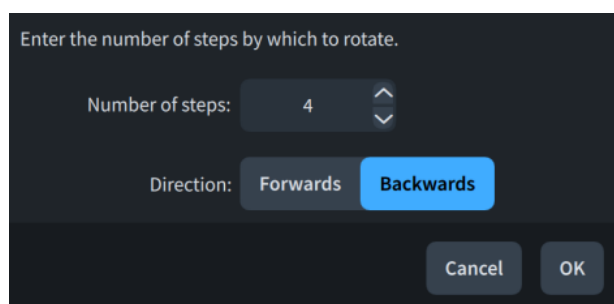 Enter the number of steps by which to rotate.
Number of steps: 4
Direction: Forwards Backwards
Cancel OK